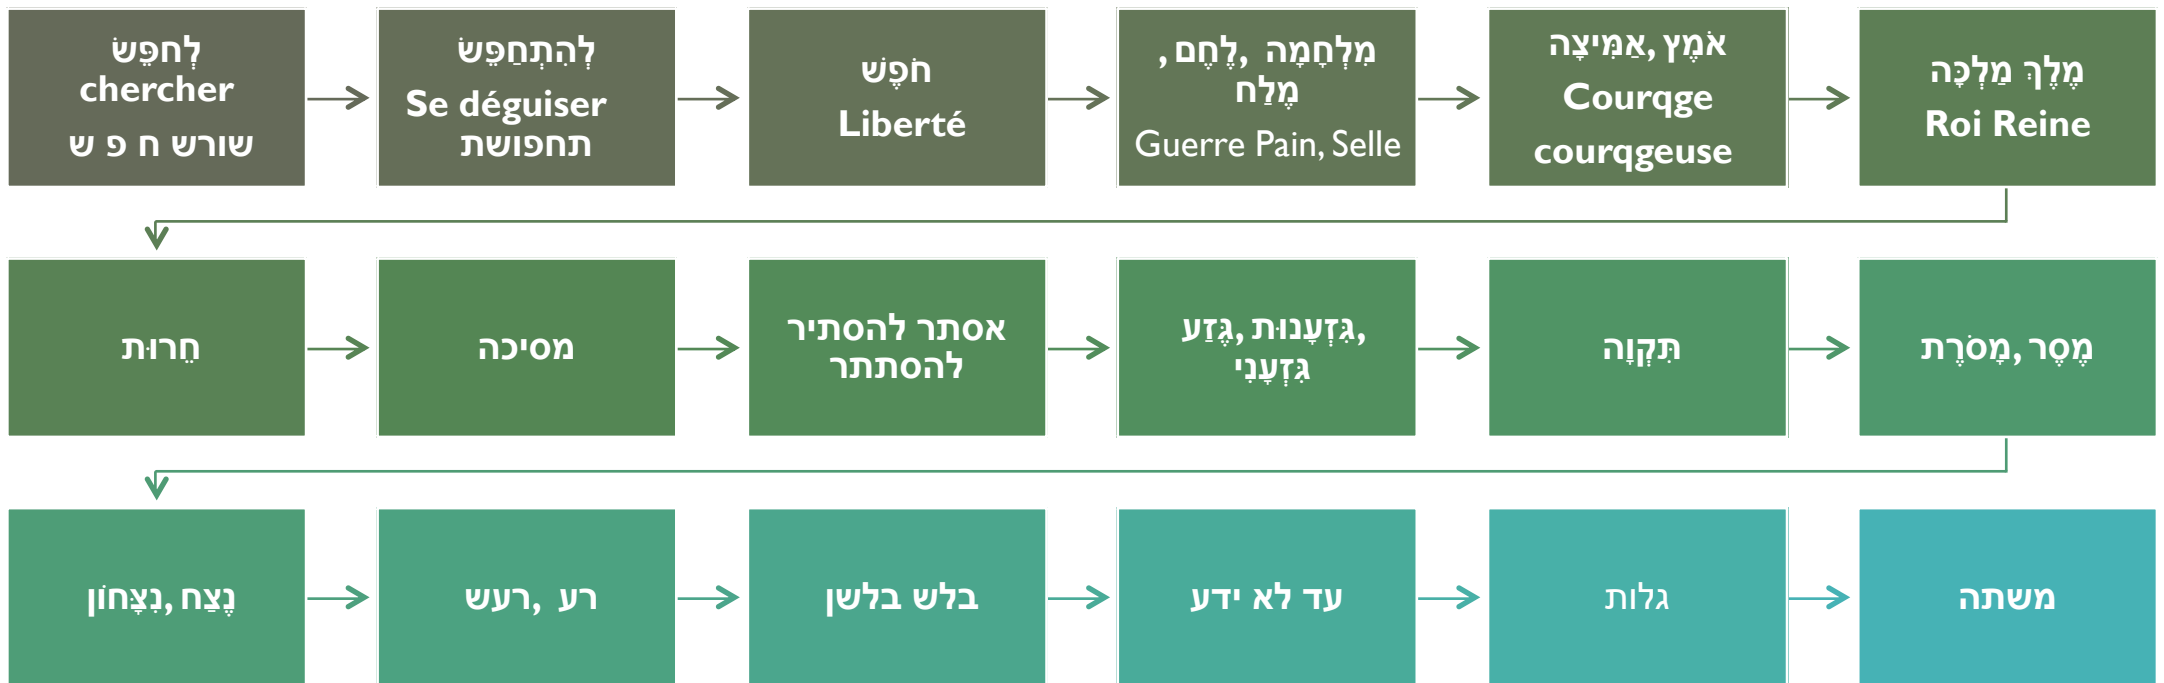 לְחפֵּשׂ
chercher
שורש ח פ ש
לְהִתְחַפֵּשׂ
Se déguiser
תחפושת
חֹפֶשׁ
Liberté
מִלְחָמָה ,לֶחֶם ,
מֶלַח
Guerre Pain, Selle
אֹמֶץ ,אַמִּיצָה
Courqge
courqgeuse
מֶלֶךְ מַלְכָּה
Roi Reine
חֵרוּת
מסיכה
אסתר להסתיר
להסתתר
גִּזְעָנוּת ,גֶּזַע,
גִּזְעָנִי
תִּקְוָה
מֶסֶר ,מָסֹרֶת
נֶצַח ,נִצָּחוֹן
רע ,רעש
בלש בלשן
עד לא ידע
גלות
משתה